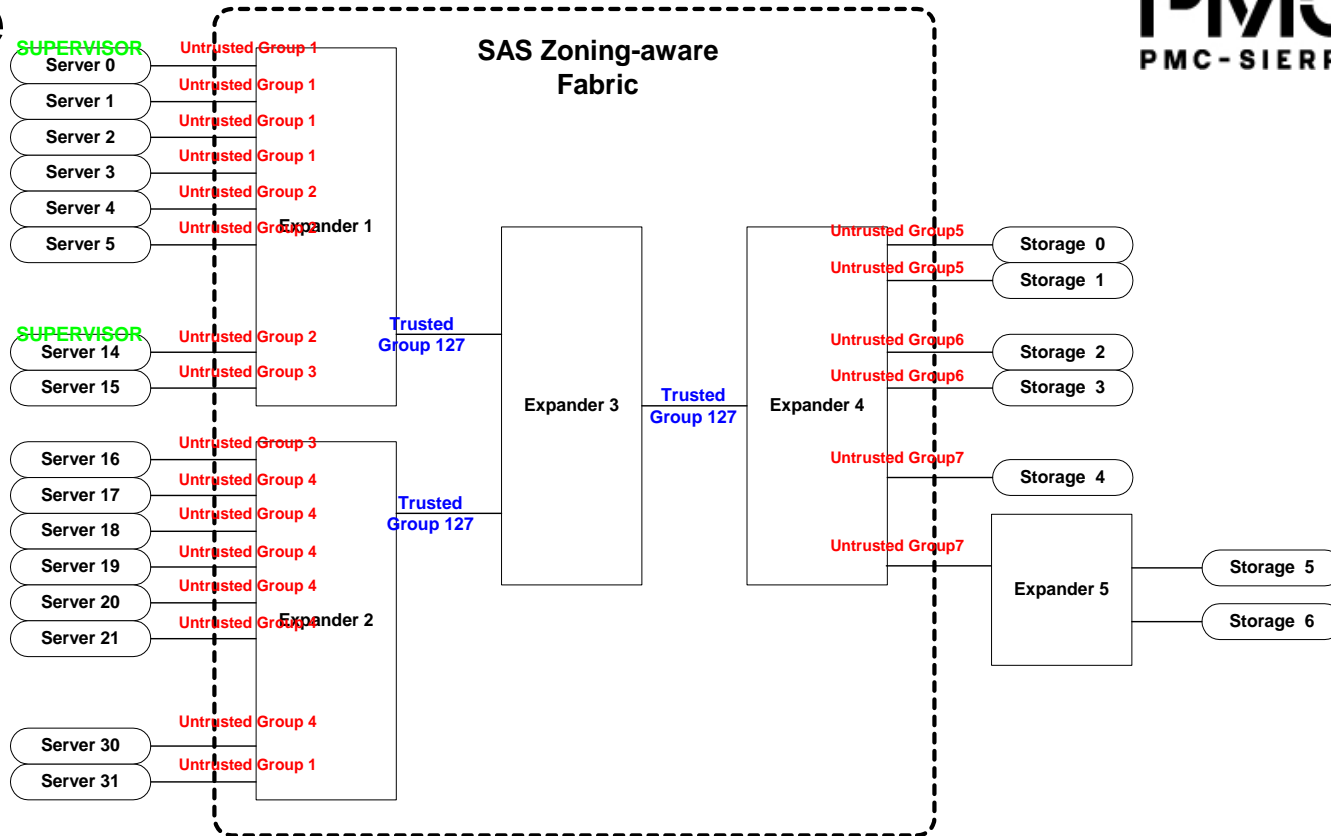 PMC
PMC-SIERR
SAS Zoning-aware
Fabric
SUPERVISOR
Server 0
Untrusted Group 1
Server 1
Untrusted Group 1
Server 2
Untrusted Group 1
Server 3
Untrusted Group 1
Server 4
Untrusted Group 2
Server 5
Untrusted Group 2
Expander 1
SUPERVISOR
Server 14
Untrusted Group 2
Server 15
Untrusted Group 3
Trusted
Group 127
Server 16
Untrusted Group 3
Server 17
Untrusted Group 4
Server 18
Untrusted Group 4
Server 19
Untrusted Group 4
Server 20
Untrusted Group 4
Server 21
Untrusted Group 4
Expander 2
Server 30
Untrusted Group 4
Server 31
Untrusted Group 1
Trusted
Group 127
Expander 3
Trusted
Group 127
Expander 4
Untrusted Group5
Storage 0
Untrusted Group5
Storage 1
Untrusted Group6
Storage 2
Untrusted Group6
Storage 3
Untrusted Group7
Storage 4
Untrusted Group7
Expander 5
Storage 5
Storage 6